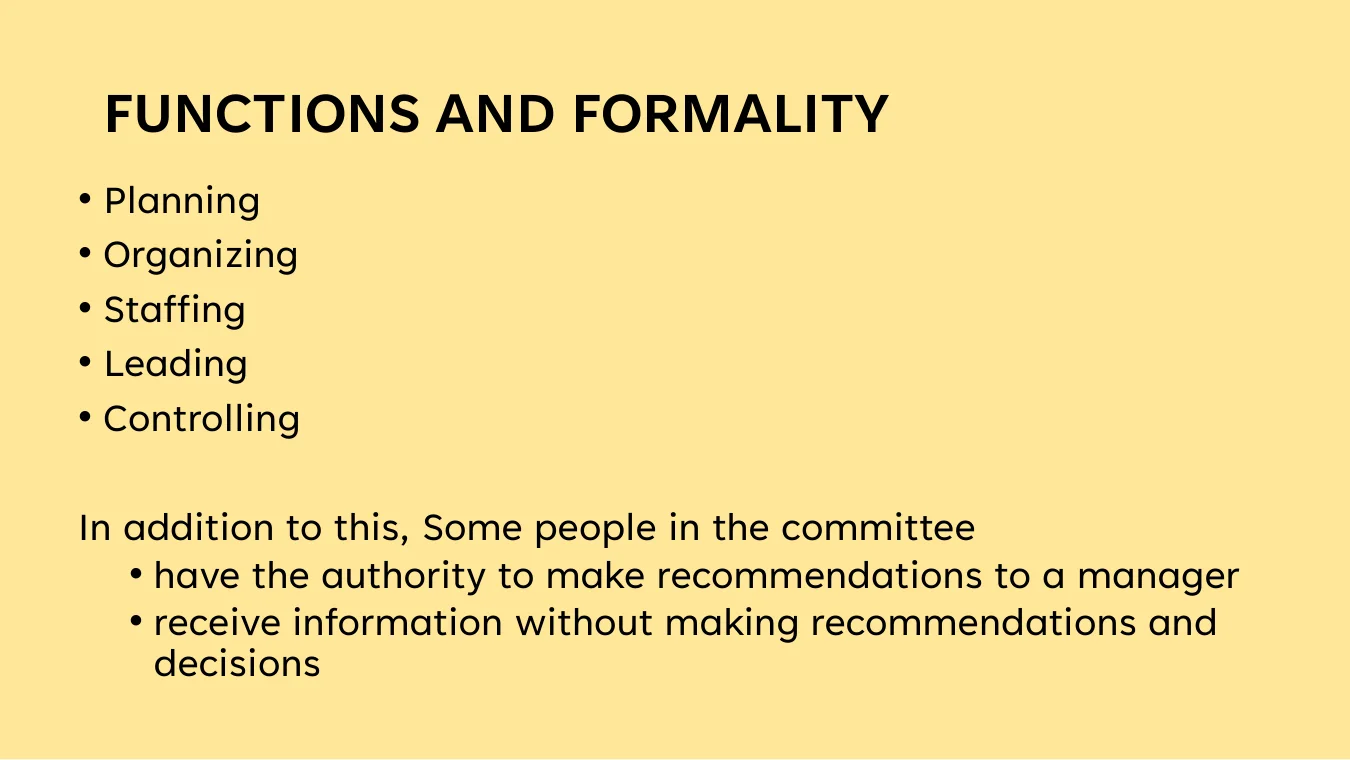 FUNCTIONS AND FORMALITY
• Planning
• Organizing
• Staffing
• Leading
• Controlling
In addition to this, Some people in the committee
• have the authority to make recommendations to a manager
• receive information without making recommendations and
decisions